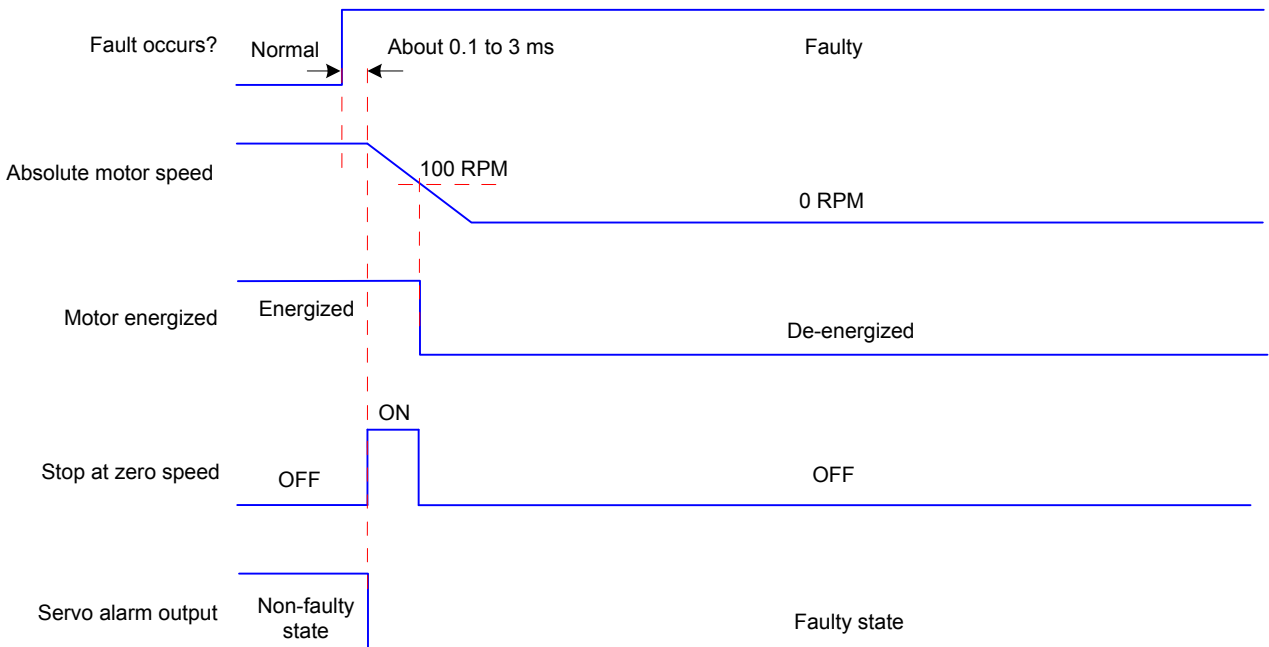 Fault occurs?
Normal
About 0.1 to 3 ms
Faulty
Absolute motor speed
100 RPM
0 RPM
Motor energized
Energized
De-energized
Stop at zero speed
OFF
ON
OFF
Servo alarm output
Non-faulty
state
Faulty state